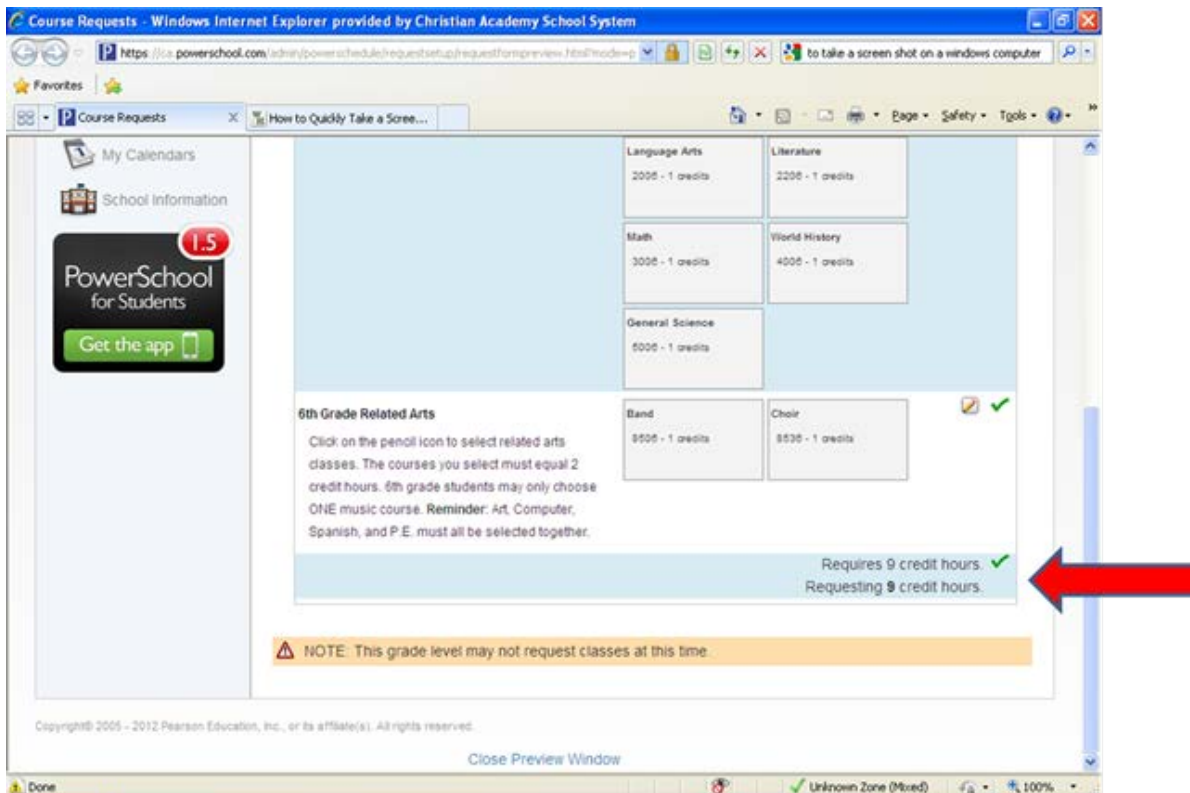 Course Requests - Windows Internet Explorer provided by Christian Academy School System
https://ca.powerschool.com/admin/powerschedule/requestsetup/requestformpreview.html?mode=p
to take a screen shot on a windows computer
Favorites
Course Requests
How to Quickly Take a Scree...
Page Safety Tools
My Calendars
School Information
1.5
PowerSchool
for Students
Get the app
Language Arts
2006 - 1 credits
Literature
2206 - 1 credits
Math
3006 - 1 credits
World History
4006 - 1 credits
General Science
- 1 credits
6th Grade Related Arts
Click on the pencil icon to select related arts
classes. The courses you select must equal 2
credit hours. 6th grade students may only choose
ONE music course. Reminder: Art, Computer,
Spanish, and P.E. must all be selected together.
Band
- 1 credits
Choir
- 1 credits
Requires 9 credit hours.
Requesting 9 credit hours.
NOTE: This grade level may not request classes at this time.
Copyright© 2005 - 2012 Pearson Education, Inc., or its affiliate(s). All rights reserved.
Close Preview Window
Done
Unknown Zone (Mixed)
100%